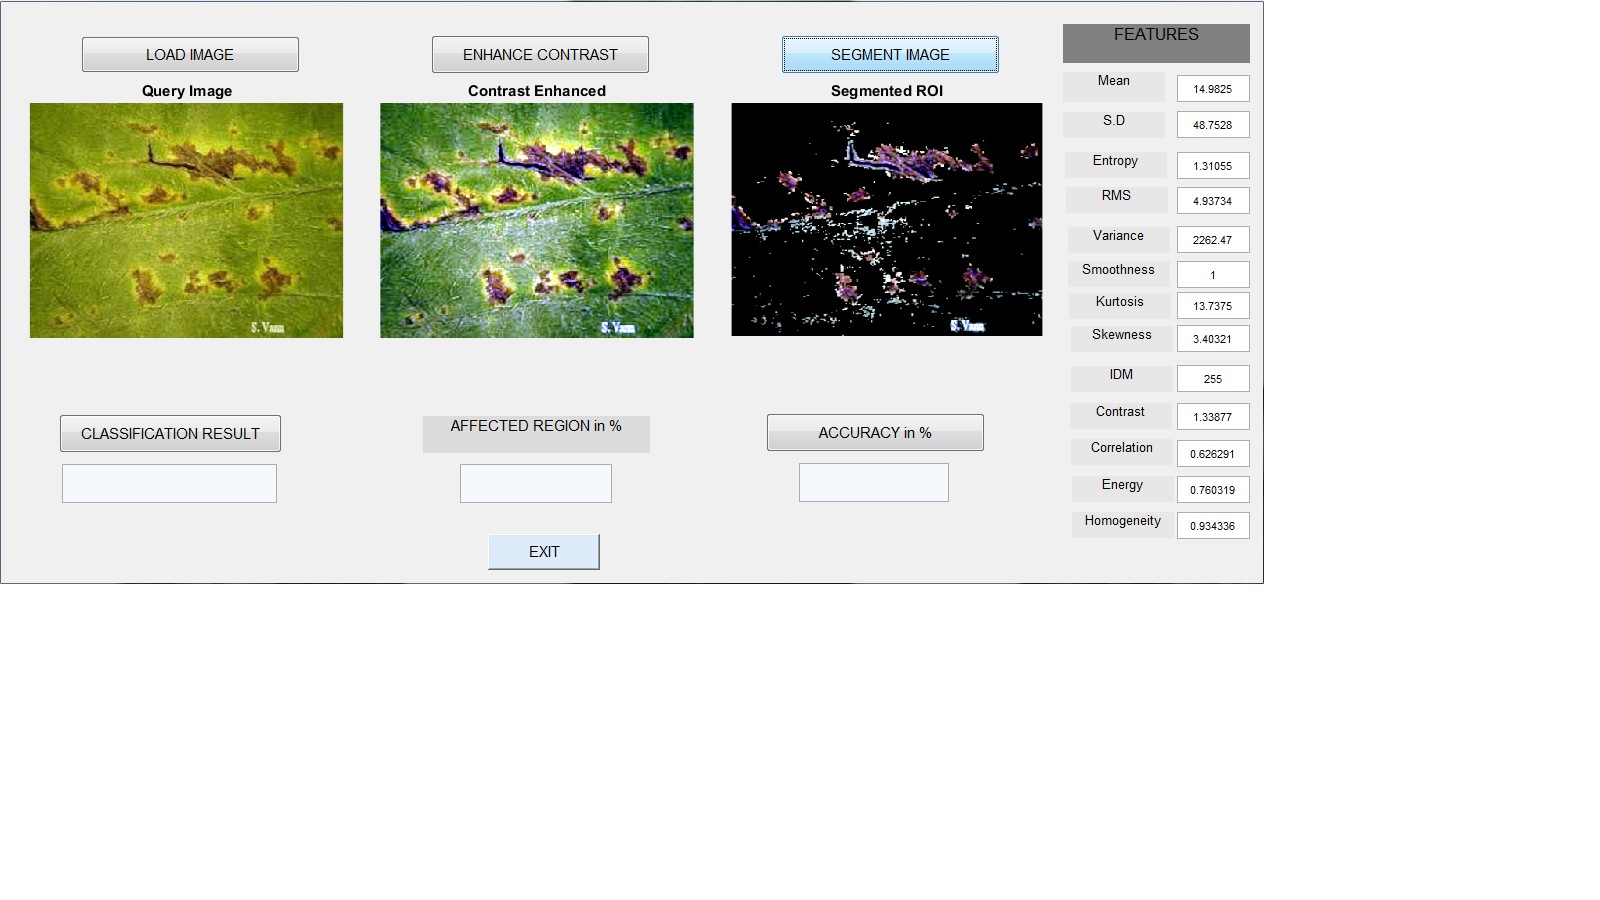 LOAD IMAGE
ENHANCE CONTRAST
SEGMENT IMAGE
Query Image
Contrast Enhanced
Segmented ROI
S. Vann
S. Vann
S. Vann
CLASSIFICATION RESULT
AFFECTED REGION in %
ACCURACY in %
EXIT
FEATURES
Mean 14.9825
S.D 48.7528
Entropy 1.31055
RMS 4.93734
Variance 2262.47
Smoothness 1
Kurtosis 13.7375
Skewness 3.40321
IDM 255
Contrast 1.33877
Correlation 0.626291
Energy 0.760319
Homogeneity 0.934336